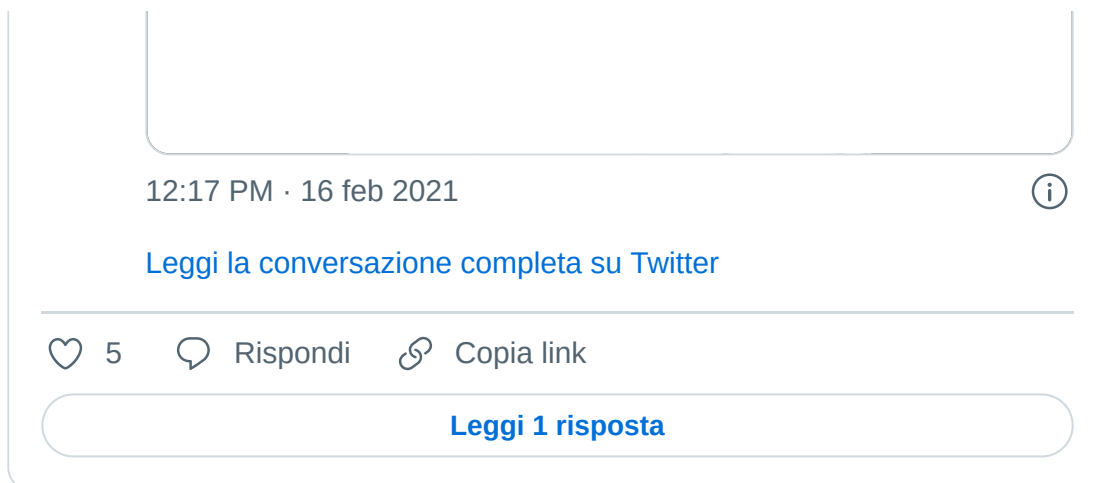 12:17 PM · 16 feb 2021
Leggi la conversazione completa su Twitter
5 Rispondi Copia link
Leggi 1 risposta